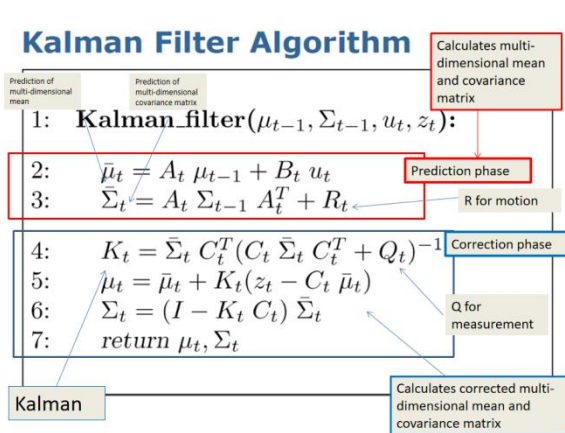 Kalman Filter Algorithm
Calculates multi-
dimensional mean
and covariance
matrix
Prediction of
multi-dimensional
mean
Prediction of
multi-dimensional
covariance matrix
1: Kalman_filter(μ_{t−1}, Σ_{t−1}, u_t, z_t):
2: μ̄_t = A_t μ_{t−1} + B_t u_t
Prediction phase
3: Σ̄_t = A_t Σ_{t−1} A_t^T + R_t
R for motion
4: K_t = Σ̄_t C_t^T (C_t Σ̄_t C_t^T + Q_t)^{−1}
Correction phase
5: μ_t = μ̄_t + K_t(z_t − C_t μ̄_t)
6: Σ_t = (I − K_t C_t) Σ̄_t
Q for
measurement
7: return μ_t, Σ_t
Kalman
Calculates corrected multi-
dimensional mean and
covariance matrix